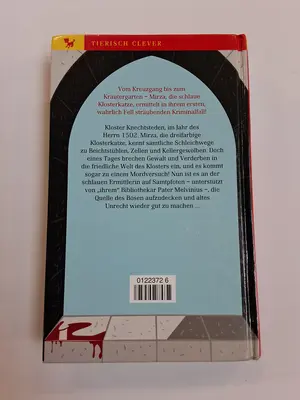 TIERISCH CLEVER
Vom Kreuzgang bis zum
Kräutergarten – Mirza, die schlaue
Klosterkatze, ermittelt in ihrem ersten,
wahrlich Fell sträubenden Kriminalfall!
Kloster Knechtsteden, im Jahr des
Herrn 1502. Mirza, die dreifarbige
Klosterkatze, kennt sämtliche Schleichwege
zu Beichtstühlen, Zellen und Kellergewölben. Doch
eines Tages brechen Gewalt und Verderben in
die friedliche Welt des Klosters ein, und es kommt
sogar zu einem Mordversuch! Nun ist es an der
schlauen Ermittlerin auf Samtpfoten – unterstützt
von „ihrem“ Bibliothekar Pater Melvinius –, die
Quelle des Bösen aufzudecken und altes
Unrecht wieder gut zu machen ...
0122372 6